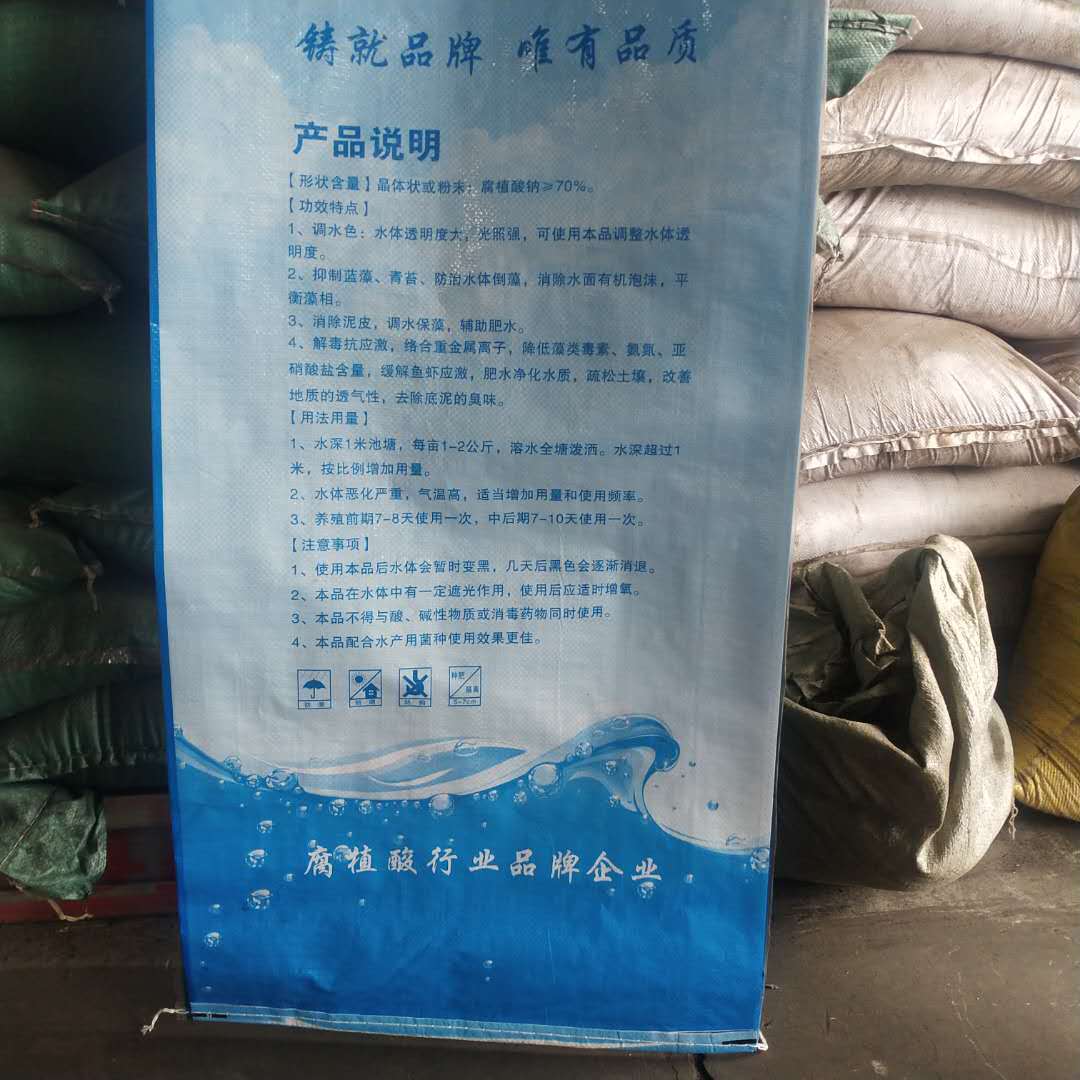 铸就品牌 唯有品质
产品说明
【形状含量】晶体状或粉末；腐植酸钠≥70%。
【功效特点】
1、调水色：水体透明度大，光照强，可使用本品调整水体透
明度。
2、抑制蓝藻、青苔、防治水体倒藻，消除水面有机泡沫，平
衡藻相。
3、消除泥皮，调水保藻，辅助肥水。
4、解毒抗应激，络合重金属离子，降低藻类毒素、氨氮、亚
硝酸盐含量，缓解鱼虾应激，肥水净化水质，疏松土壤，改善
地质的透气性，去除底泥的臭味。
【用法用量】
1、水深1米池塘，每亩1-2公斤，溶水全塘泼洒。水深超过1
米，按比例增加用量。
2、水体恶化严重，气温高，适当增加用量和使用频率。
3、养殖前期7-8天使用一次，中后期7-10天使用一次。
【注意事项】
1、使用本品后水体会暂时变黑，几天后黑色会逐渐消退。
2、本品在水体中有一定遮光作用，使用后应适时增氧。
3、本品不得与酸、碱性物质或消毒药物同时使用。
4、本品配合水产用菌种使用效果更佳。
种肥
隔离
5-7cm
腐植酸行业品牌企业